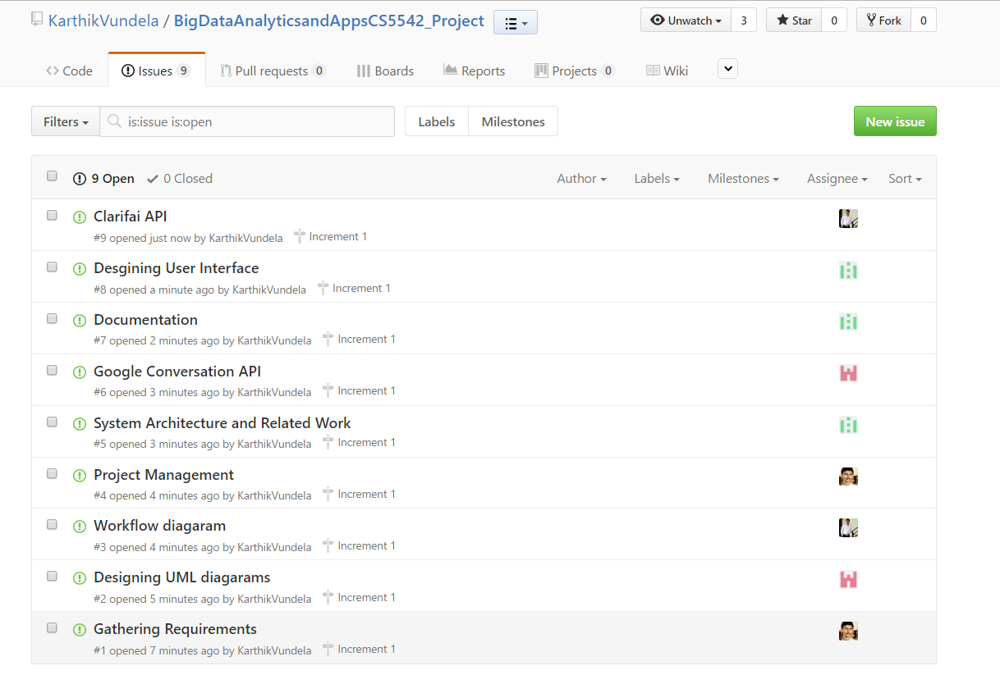 KarthikVundela / BigDataAnalyticsandAppsCS5542_Project Unwatch 3 Star 0 Fork 0
Code Issues 9 Pull requests 0 Boards Reports Projects 0 Wiki
Filters is:issue is:open Labels Milestones New issue
9 Open 0 Closed Author Labels Milestones Assignee Sort
Clarifai API
#9 opened just now by KarthikVundela Increment 1
Desgining User Interface
#8 opened a minute ago by KarthikVundela Increment 1
Documentation
#7 opened 2 minutes ago by KarthikVundela Increment 1
Google Conversation API
#6 opened 3 minutes ago by KarthikVundela Increment 1
System Architecture and Related Work
#5 opened 3 minutes ago by KarthikVundela Increment 1
Project Management
#4 opened 4 minutes ago by KarthikVundela Increment 1
Workflow diagaram
#3 opened 4 minutes ago by KarthikVundela Increment 1
Designing UML diagarams
#2 opened 5 minutes ago by KarthikVundela Increment 1
Gathering Requirements
#1 opened 7 minutes ago by KarthikVundela Increment 1